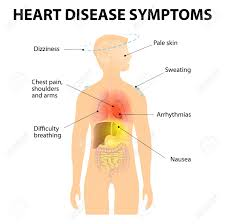 HEART DISEASE SYMPTOMS
Dizziness
Pale skin
Sweating
Chest pain,
shoulders
and arms
Arrhythmias
Difficulty
breathing
Nausea